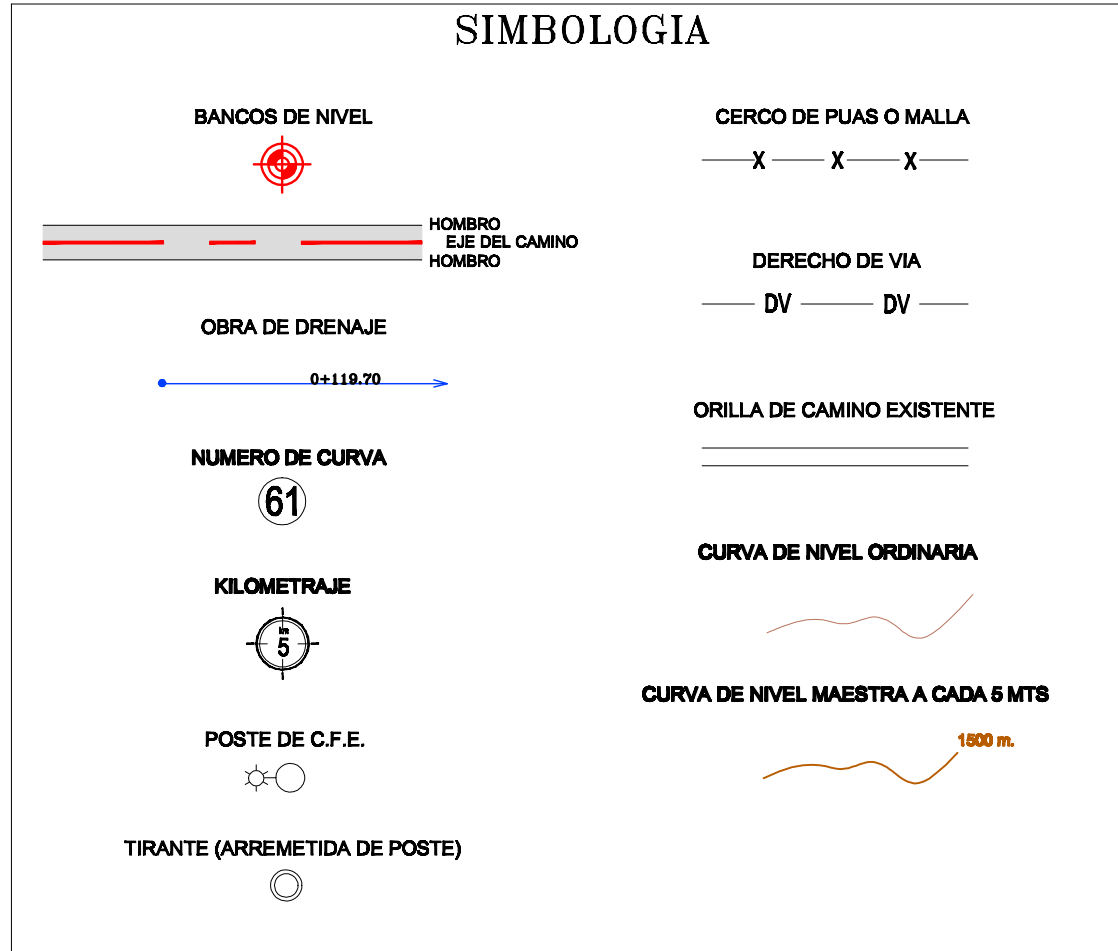 SIMBOLOGIA
BANCOS DE NIVEL
HOMBRO
EJE DEL CAMINO
HOMBRO
OBRA DE DRENAJE
0+119.70
NUMERO DE CURVA
61
KILOMETRAJE
km
5
POSTE DE C.F.E.
TIRANTE (ARREMETIDA DE POSTE)
CERCO DE PUAS O MALLA
X X X
DERECHO DE VIA
DV DV
ORILLA DE CAMINO EXISTENTE
CURVA DE NIVEL ORDINARIA
CURVA DE NIVEL MAESTRA A CADA 5 MTS
1500 m.